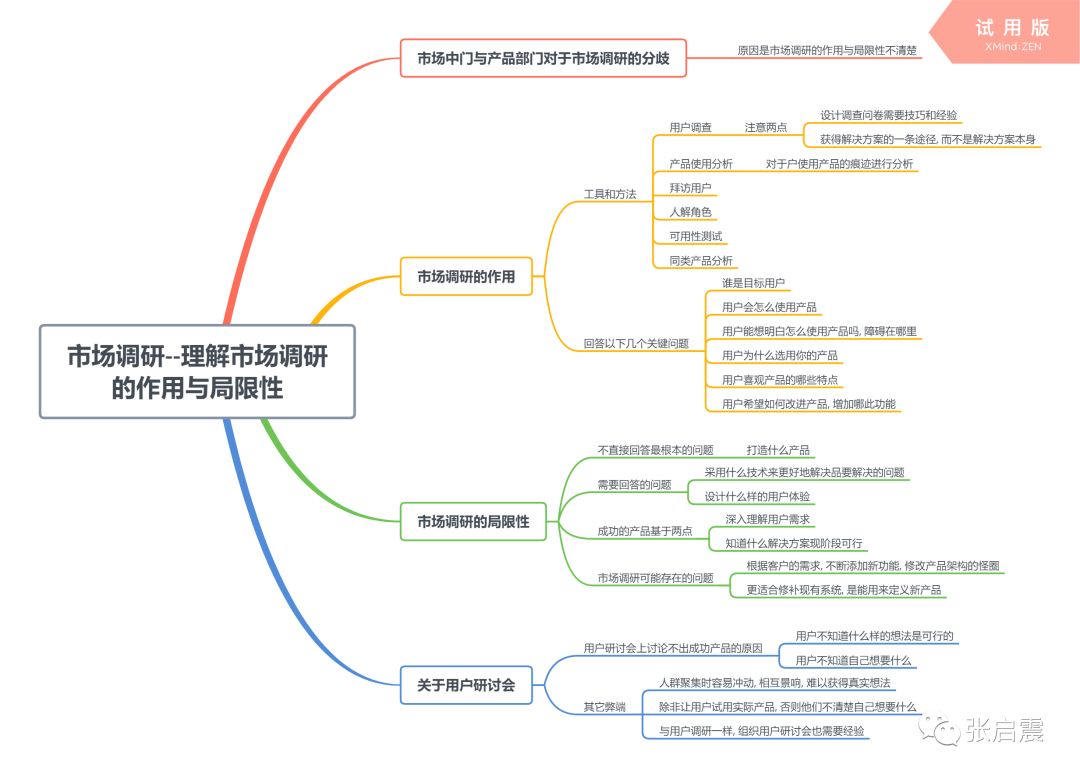 试用版
XMind:ZEN
市场调研--理解市场调研
的作用与局限性
市场中门与产品部门对于市场调研的分歧
原因是市场调研的作用与局限性不清楚
市场调研的作用
工具和方法
用户调查
注意两点
设计调查问卷需要技巧和经验
获得解决方案的一条途径, 而不是解决方案本身
产品使用分析
对于户使用产品的痕迹进行分析
拜访用户
人解角色
可用性测试
同类产品分析
回答以下几个关键问题
谁是目标用户
用户会怎么使用产品
用户能想明白怎么使用产品吗, 障碍在哪里
用户为什么选用你的产品
用户喜观产品的哪些特点
用户希望如何改进产品, 增加哪此功能
市场调研的局限性
不直接回答最根本的问题
打造什么产品
需要回答的问题
采用什么技术来更好地解决品要解决的问题
设计什么样的用户体验
成功的产品基于两点
深入理解用户需求
知道什么解决方案现阶段可行
市场调研可能存在的问题
根据客户的需求, 不断添加新功能, 修改产品架构的怪圈
更适合修补现有系统, 是能用来定义新产品
关于用户研讨会
用户研讨会上讨论不出成功产品的原因
用户不知道什么样的想法是可行的
用户不知道自己想要什么
其它弊端
人群聚集时容易冲动, 相互景响, 难以获得真实想法
除非让用户试用实际产品, 否则他们不清楚自己想要什么
与用户调研一样, 组织用户研讨会也需要经验
张启震